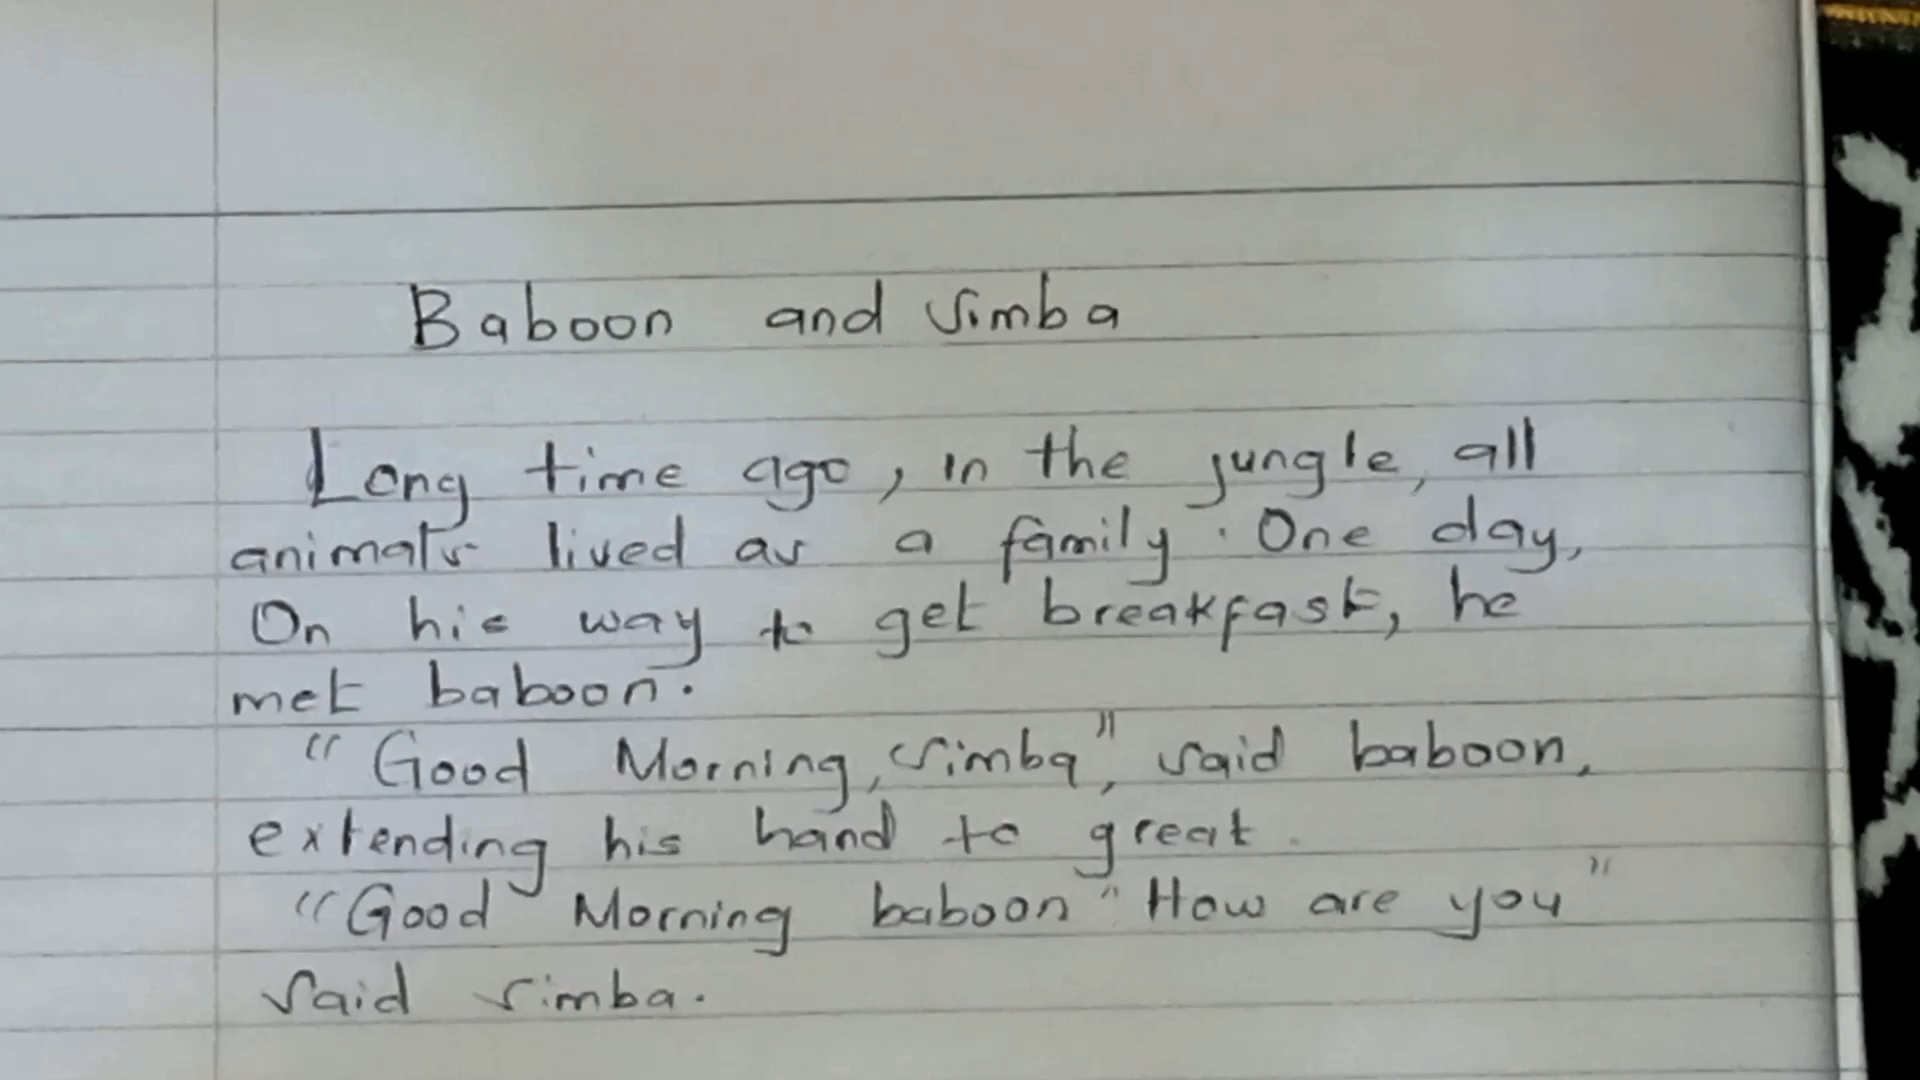 Baboon and Simba
Long time ago, in the jungle, all
animals lived as a family. One day,
On his way to get breakfast, he
met baboon.
"Good Morning, Simba", said baboon,
extending his hand to great.
"Good Morning baboon" How are you"
Said simba.